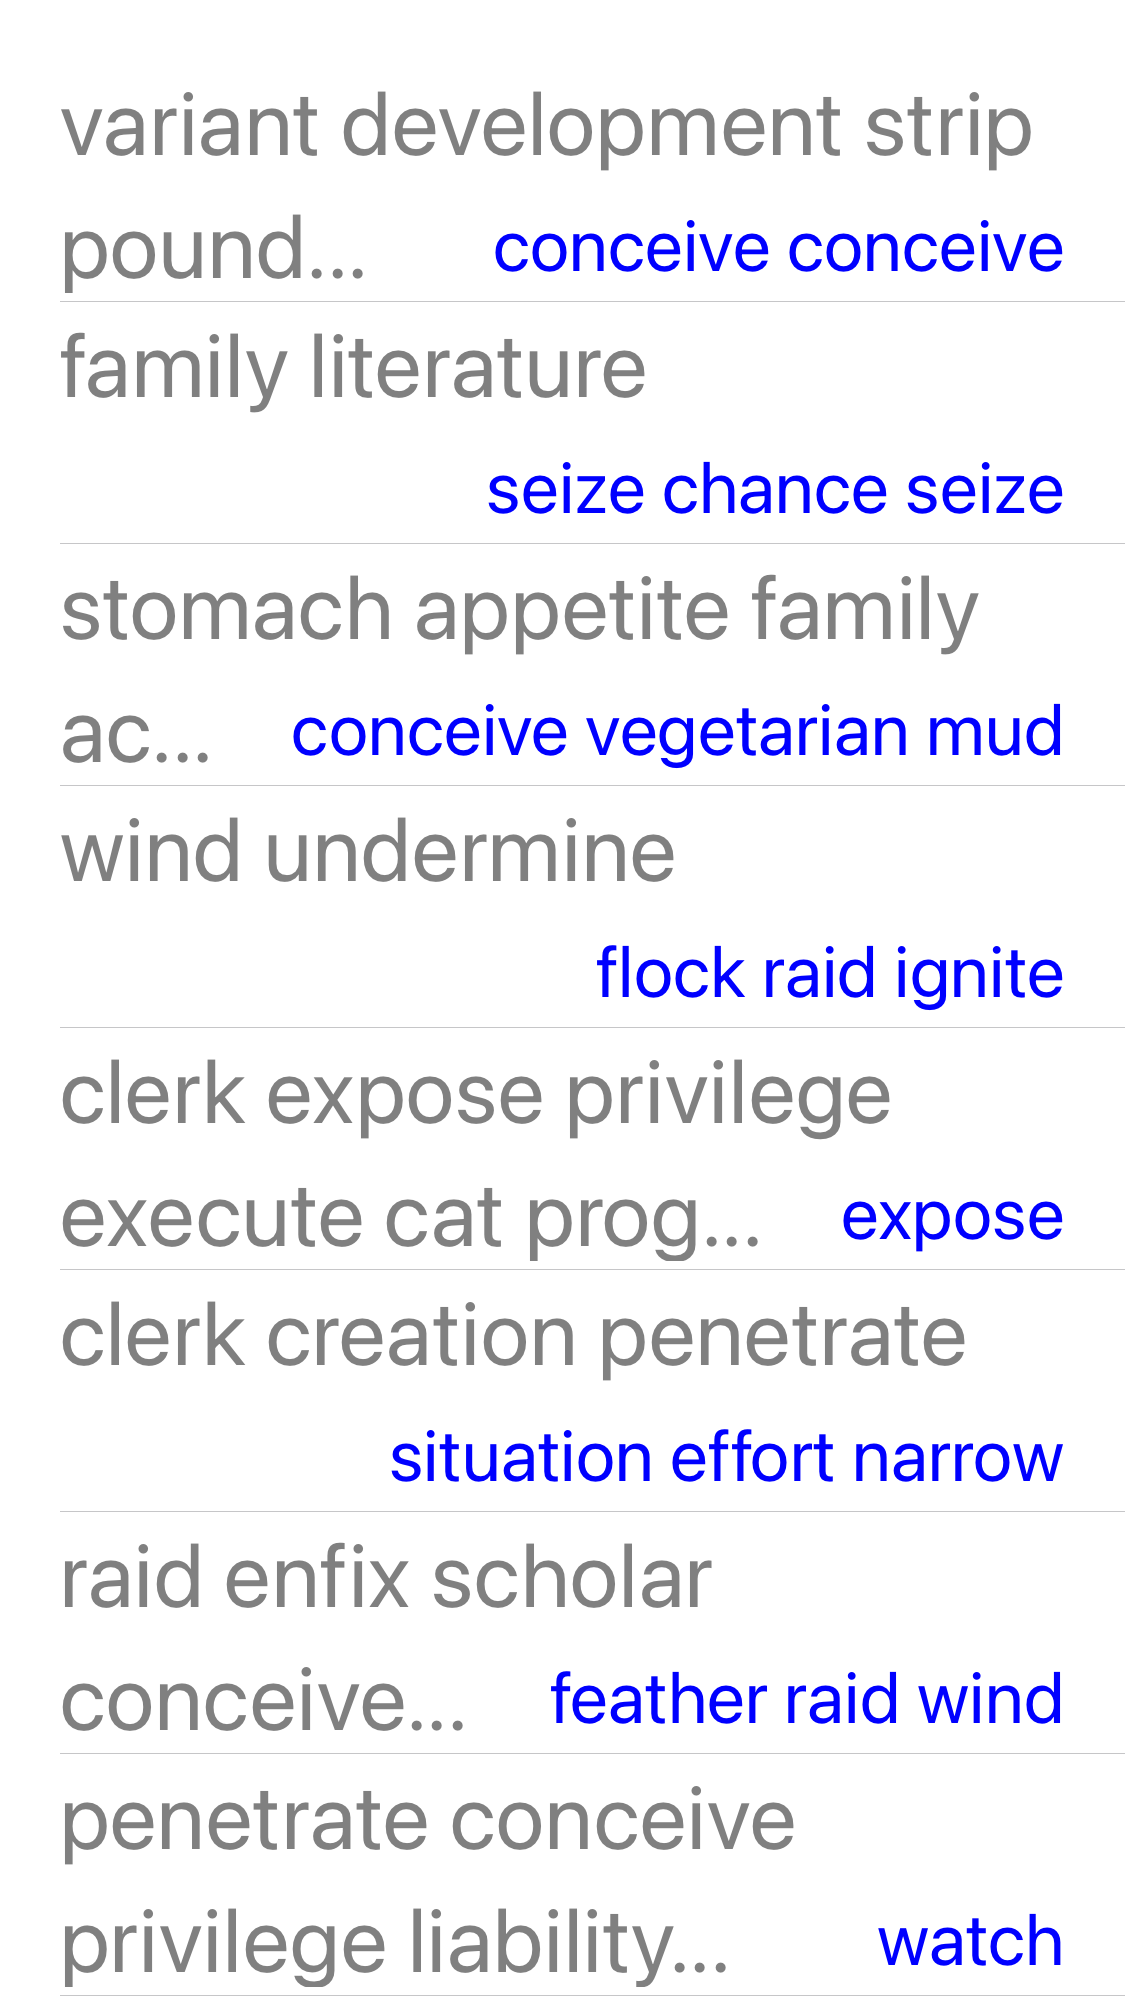 variant development strip
pound... conceive conceive
family literature
seize chance seize
stomach appetite family
ac... conceive vegetarian mud
wind undermine
flock raid ignite
clerk expose privilege
execute cat prog... expose
clerk creation penetrate
situation effort narrow
raid enfix scholar
conceive... feather raid wind
penetrate conceive
privilege liability... watch